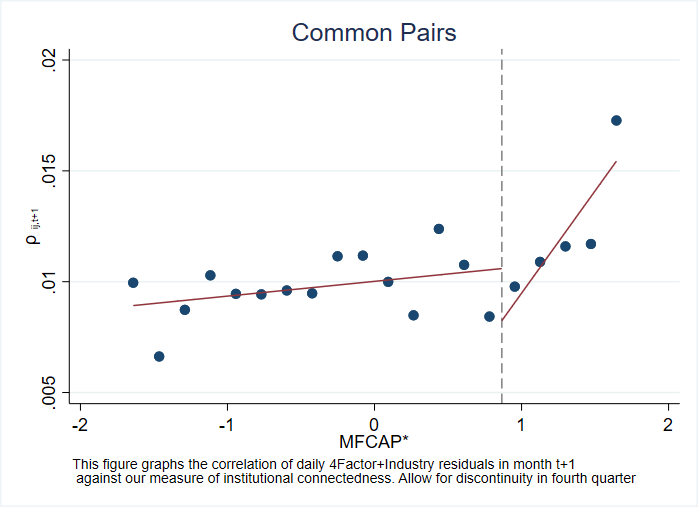 Common Pairs
.02
.015
.01
.005
ρ ij,t+1
-2 -1 0 1 2
MFCAP*
This figure graphs the correlation of daily 4Factor+Industry residuals in month t+1
against our measure of institutional connectedness. Allow for discontinuity in fourth quarter